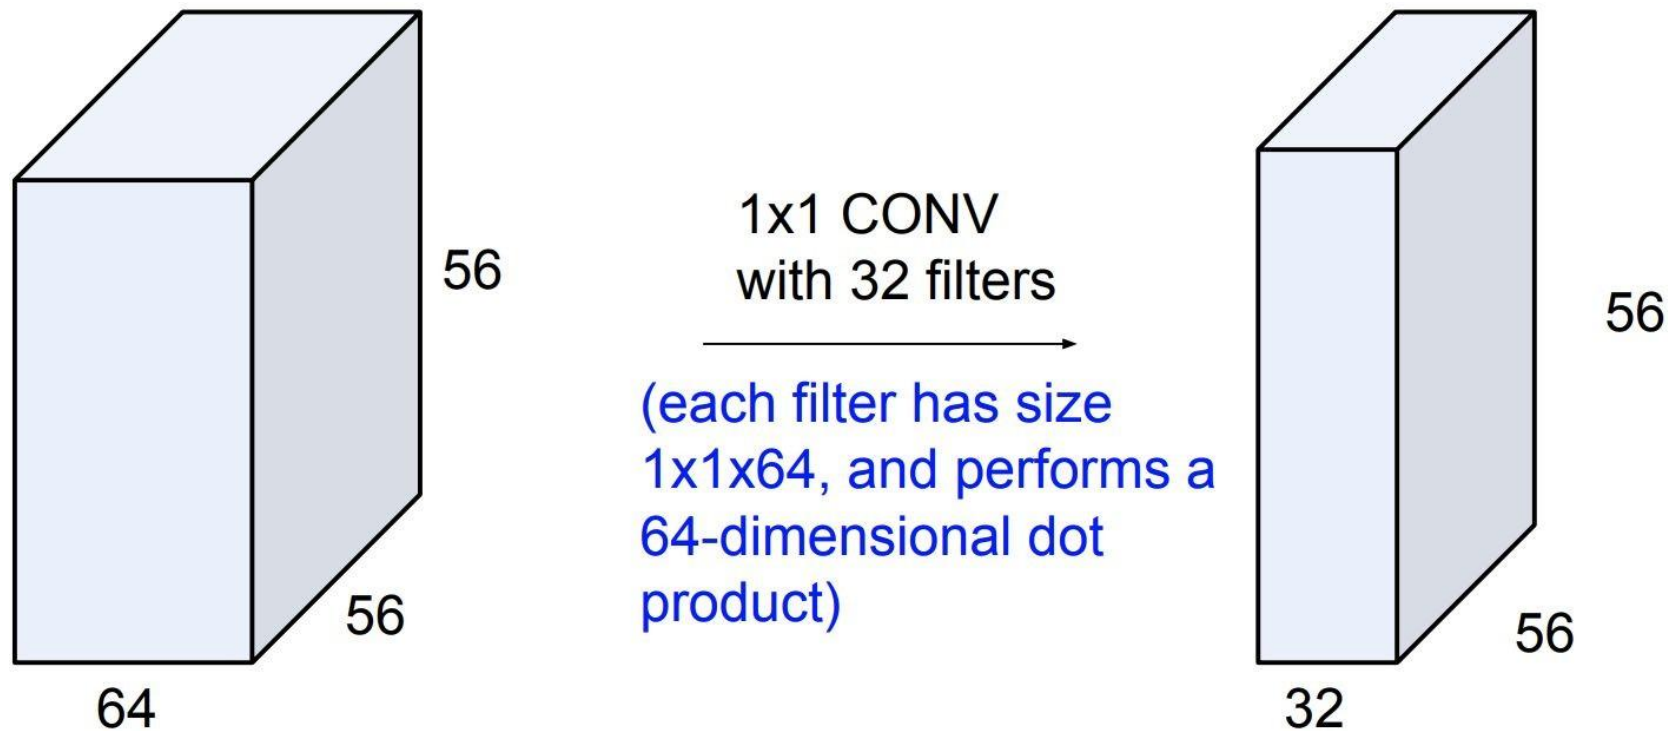 56
56
64
1x1 CONV
with 32 filters
(each filter has size
1x1x64, and performs a
64-dimensional dot
product)
56
56
32